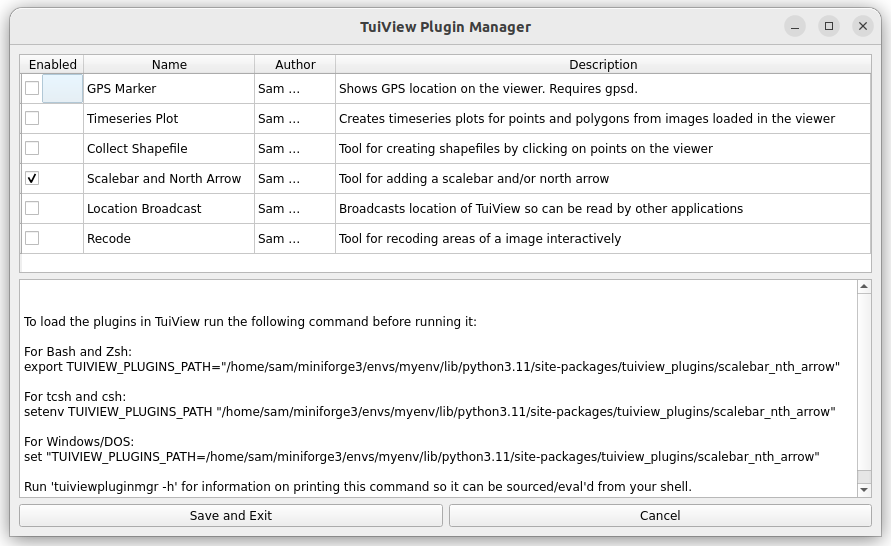 TuiView Plugin Manager
Enabled Name Author Description
GPS Marker Sam ... Shows GPS location on the viewer. Requires gpsd.
Timeseries Plot Sam ... Creates timeseries plots for points and polygons from images loaded in the viewer
Collect Shapefile Sam ... Tool for creating shapefiles by clicking on points on the viewer
Scalebar and North Arrow Sam ... Tool for adding a scalebar and/or north arrow
Location Broadcast Sam ... Broadcasts location of TuiView so can be read by other applications
Recode Sam ... Tool for recoding areas of a image interactively
To load the plugins in TuiView run the following command before running it:
For Bash and Zsh:
export TUIVIEW_PLUGINS_PATH="/home/sam/miniforge3/envs/myenv/lib/python3.11/site-packages/tuiview_plugins/scalebar_nth_arrow"
For tcsh and csh:
setenv TUIVIEW_PLUGINS_PATH "/home/sam/miniforge3/envs/myenv/lib/python3.11/site-packages/tuiview_plugins/scalebar_nth_arrow"
For Windows/DOS:
set "TUIVIEW_PLUGINS_PATH=/home/sam/miniforge3/envs/myenv/lib/python3.11/site-packages/tuiview_plugins/scalebar_nth_arrow"
Run 'tuiviewpluginmgr -h' for information on printing this command so it can be sourced/eval'd from your shell.
Save and Exit Cancel